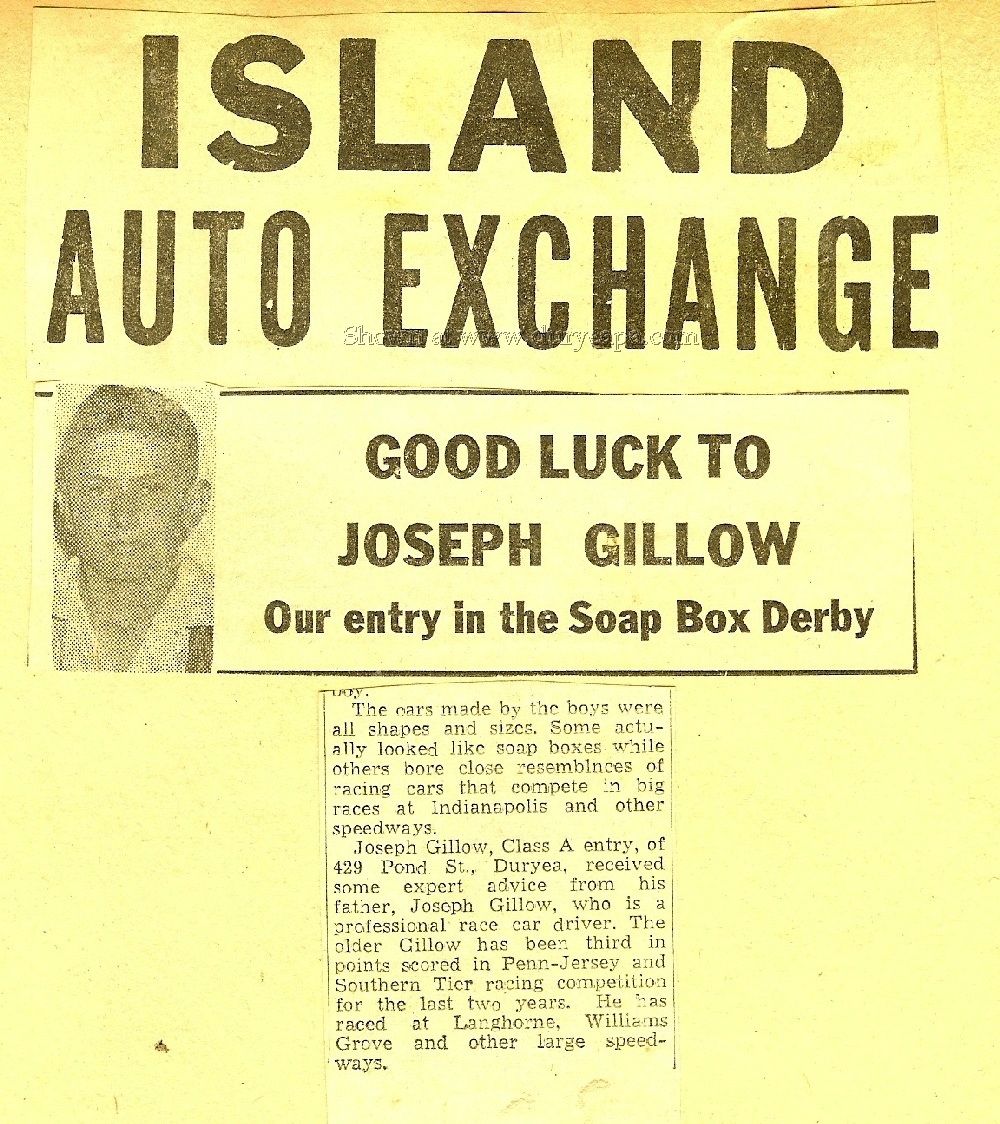 ISLAND
AUTO EXCHANGE
Shown at www.duryeapa.com
GOOD LUCK TO
JOSEPH GILLOW
Our entry in the Soap Box Derby
The cars made by the boys were
all shapes and sizes. Some actu-
ally looked like soap boxes while
others bore close resemblnces of
racing cars that compete in big
races at Indianapolis and other
speedways.
Joseph Gillow, Class A entry, of
429 Pond St., Duryea, received
some expert advice from his
father, Joseph Gillow, who is a
professional race car driver. The
older Gillow has been third in
points scored in Penn-Jersey and
Southern Tier racing competition
for the last two years. He has
raced at Langhorne, Williams
Grove and other large speed-
ways.